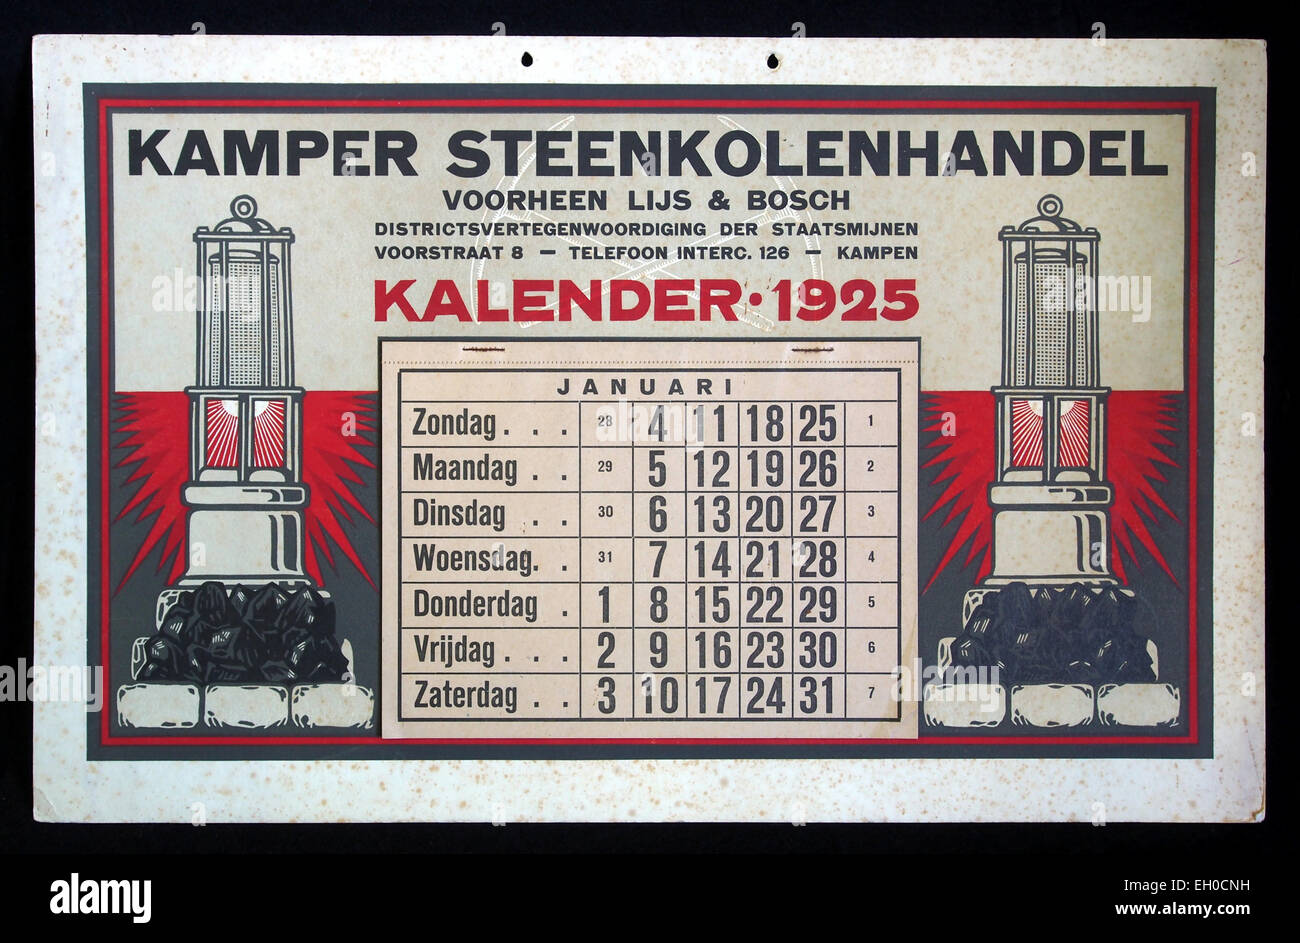 KAMPER STEENKOLENHANDEL
VOORHEEN LIJS & BOSCH
DISTRICTSVERTEGENWOORDIGING DER STAATSMIJNEN
VOORSTRAAT 8 — TELEFOON INTERC. 126 — KAMPEN
KALENDER·1925
JANUARI
Zondag . . . 28 4 11 18 25 1
Maandag . . 29 5 12 19 26 2
Dinsdag . . 30 6 13 20 27 3
Woensdag. . 31 7 14 21 28 4
Donderdag . 1 8 15 22 29 5
Vrijdag . . . 2 9 16 23 30 6
Zaterdag . . 3 10 17 24 31 7
alamy
a
a
a
a
alamy
Image ID: EH0CNH
www.alamy.com